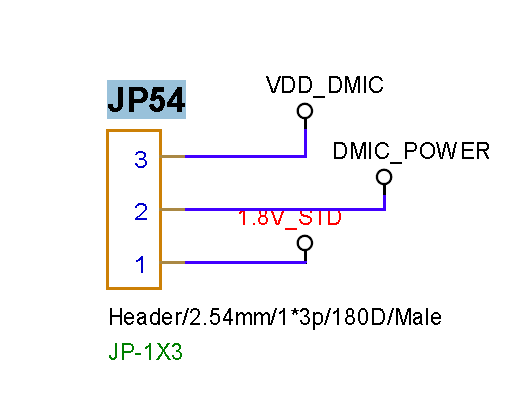 VDD_DMIC
JP54
DMIC_POWER
3
2
1.8V_STD
1
Header/2.54mm/1*3p/180D/Male
JP-1X3